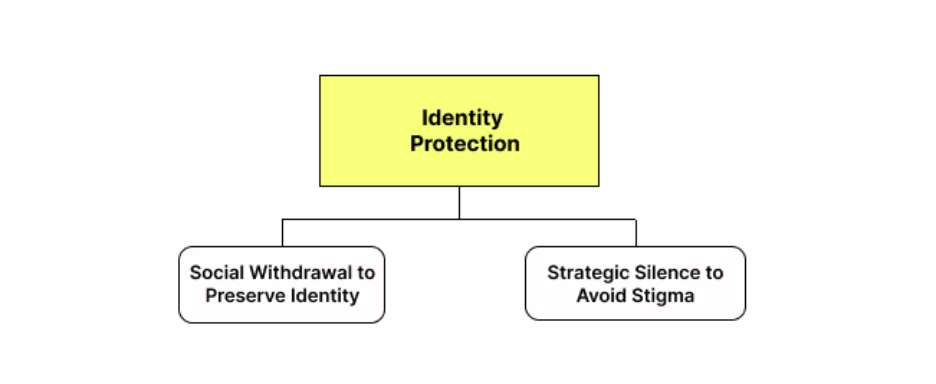 Identity
Protection
Social Withdrawal to
Preserve Identity
Strategic Silence to
Avoid Stigma